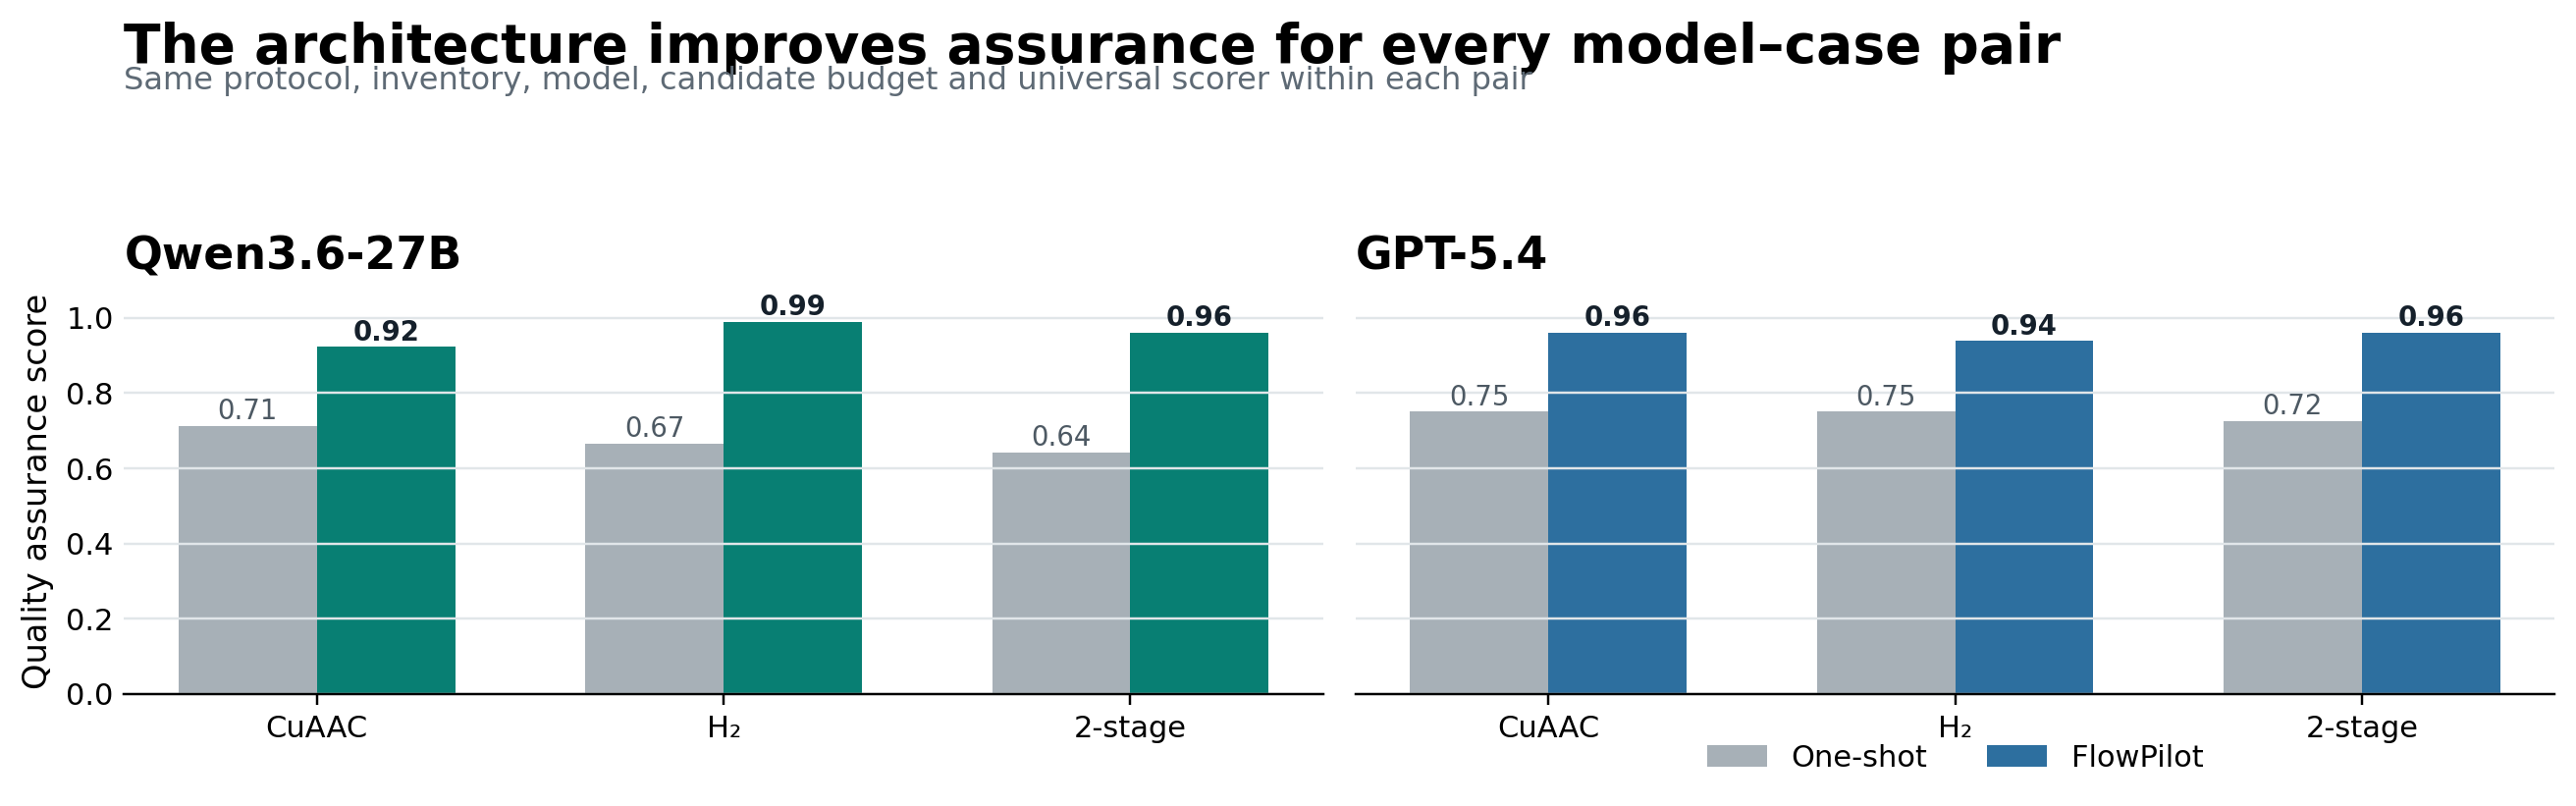 The architecture improves assurance for every model–case pair
Same protocol, inventory, model, candidate budget and universal scorer within each pair
Qwen3.6-27B
Quality assurance score
1.0
0.8
0.6
0.4
0.2
0.0
0.71
0.92
0.67
0.99
0.64
0.96
CuAAC
H₂
2-stage
GPT-5.4
0.75
0.96
0.75
0.94
0.72
0.96
CuAAC
H₂
2-stage
One-shot
FlowPilot